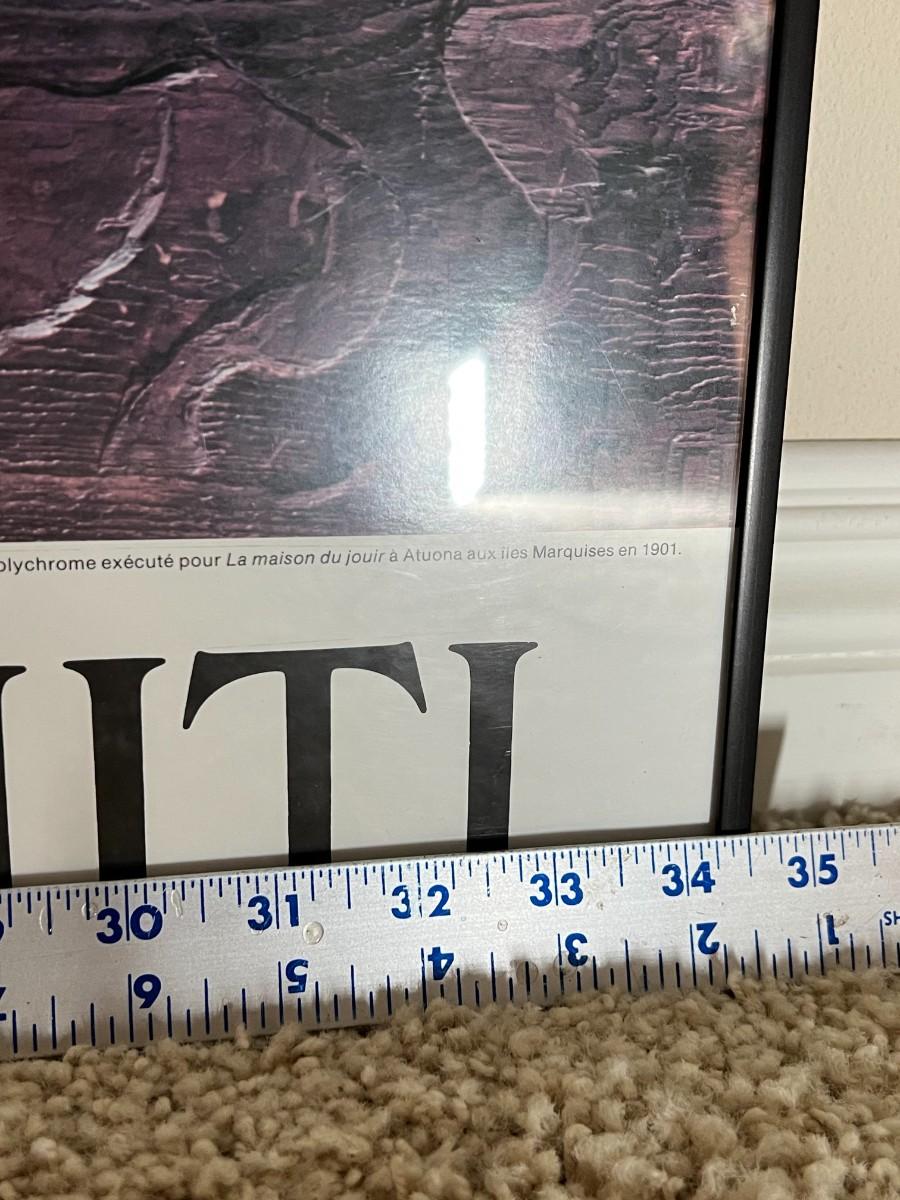 olychrome exécuté pour La maison du jouir à Atuona aux îles Marquises en 1901.
ITI
30 31 32 33 34 35
6 5 4 3 2 1